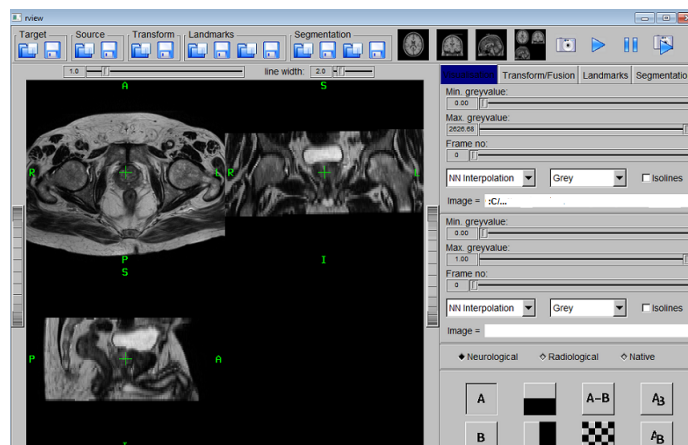 rview
Target Source Transform Landmarks Segmentation
1.0 line width: 2.0
A S
R L R
P
S I
P A
Transform/Fusion Landmarks Segmentatio
Min. greyvalue:
0.00
Max. greyvalue:
2626.68
Frame no:
0
NN Interpolation Grey Isolines
Image = :C/...
Min. greyvalue:
0.00
Max. greyvalue:
1.00
Frame no:
0
NN Interpolation Grey Isolines
Image =
Neurological Radiological Native
A A-B AB
B AB